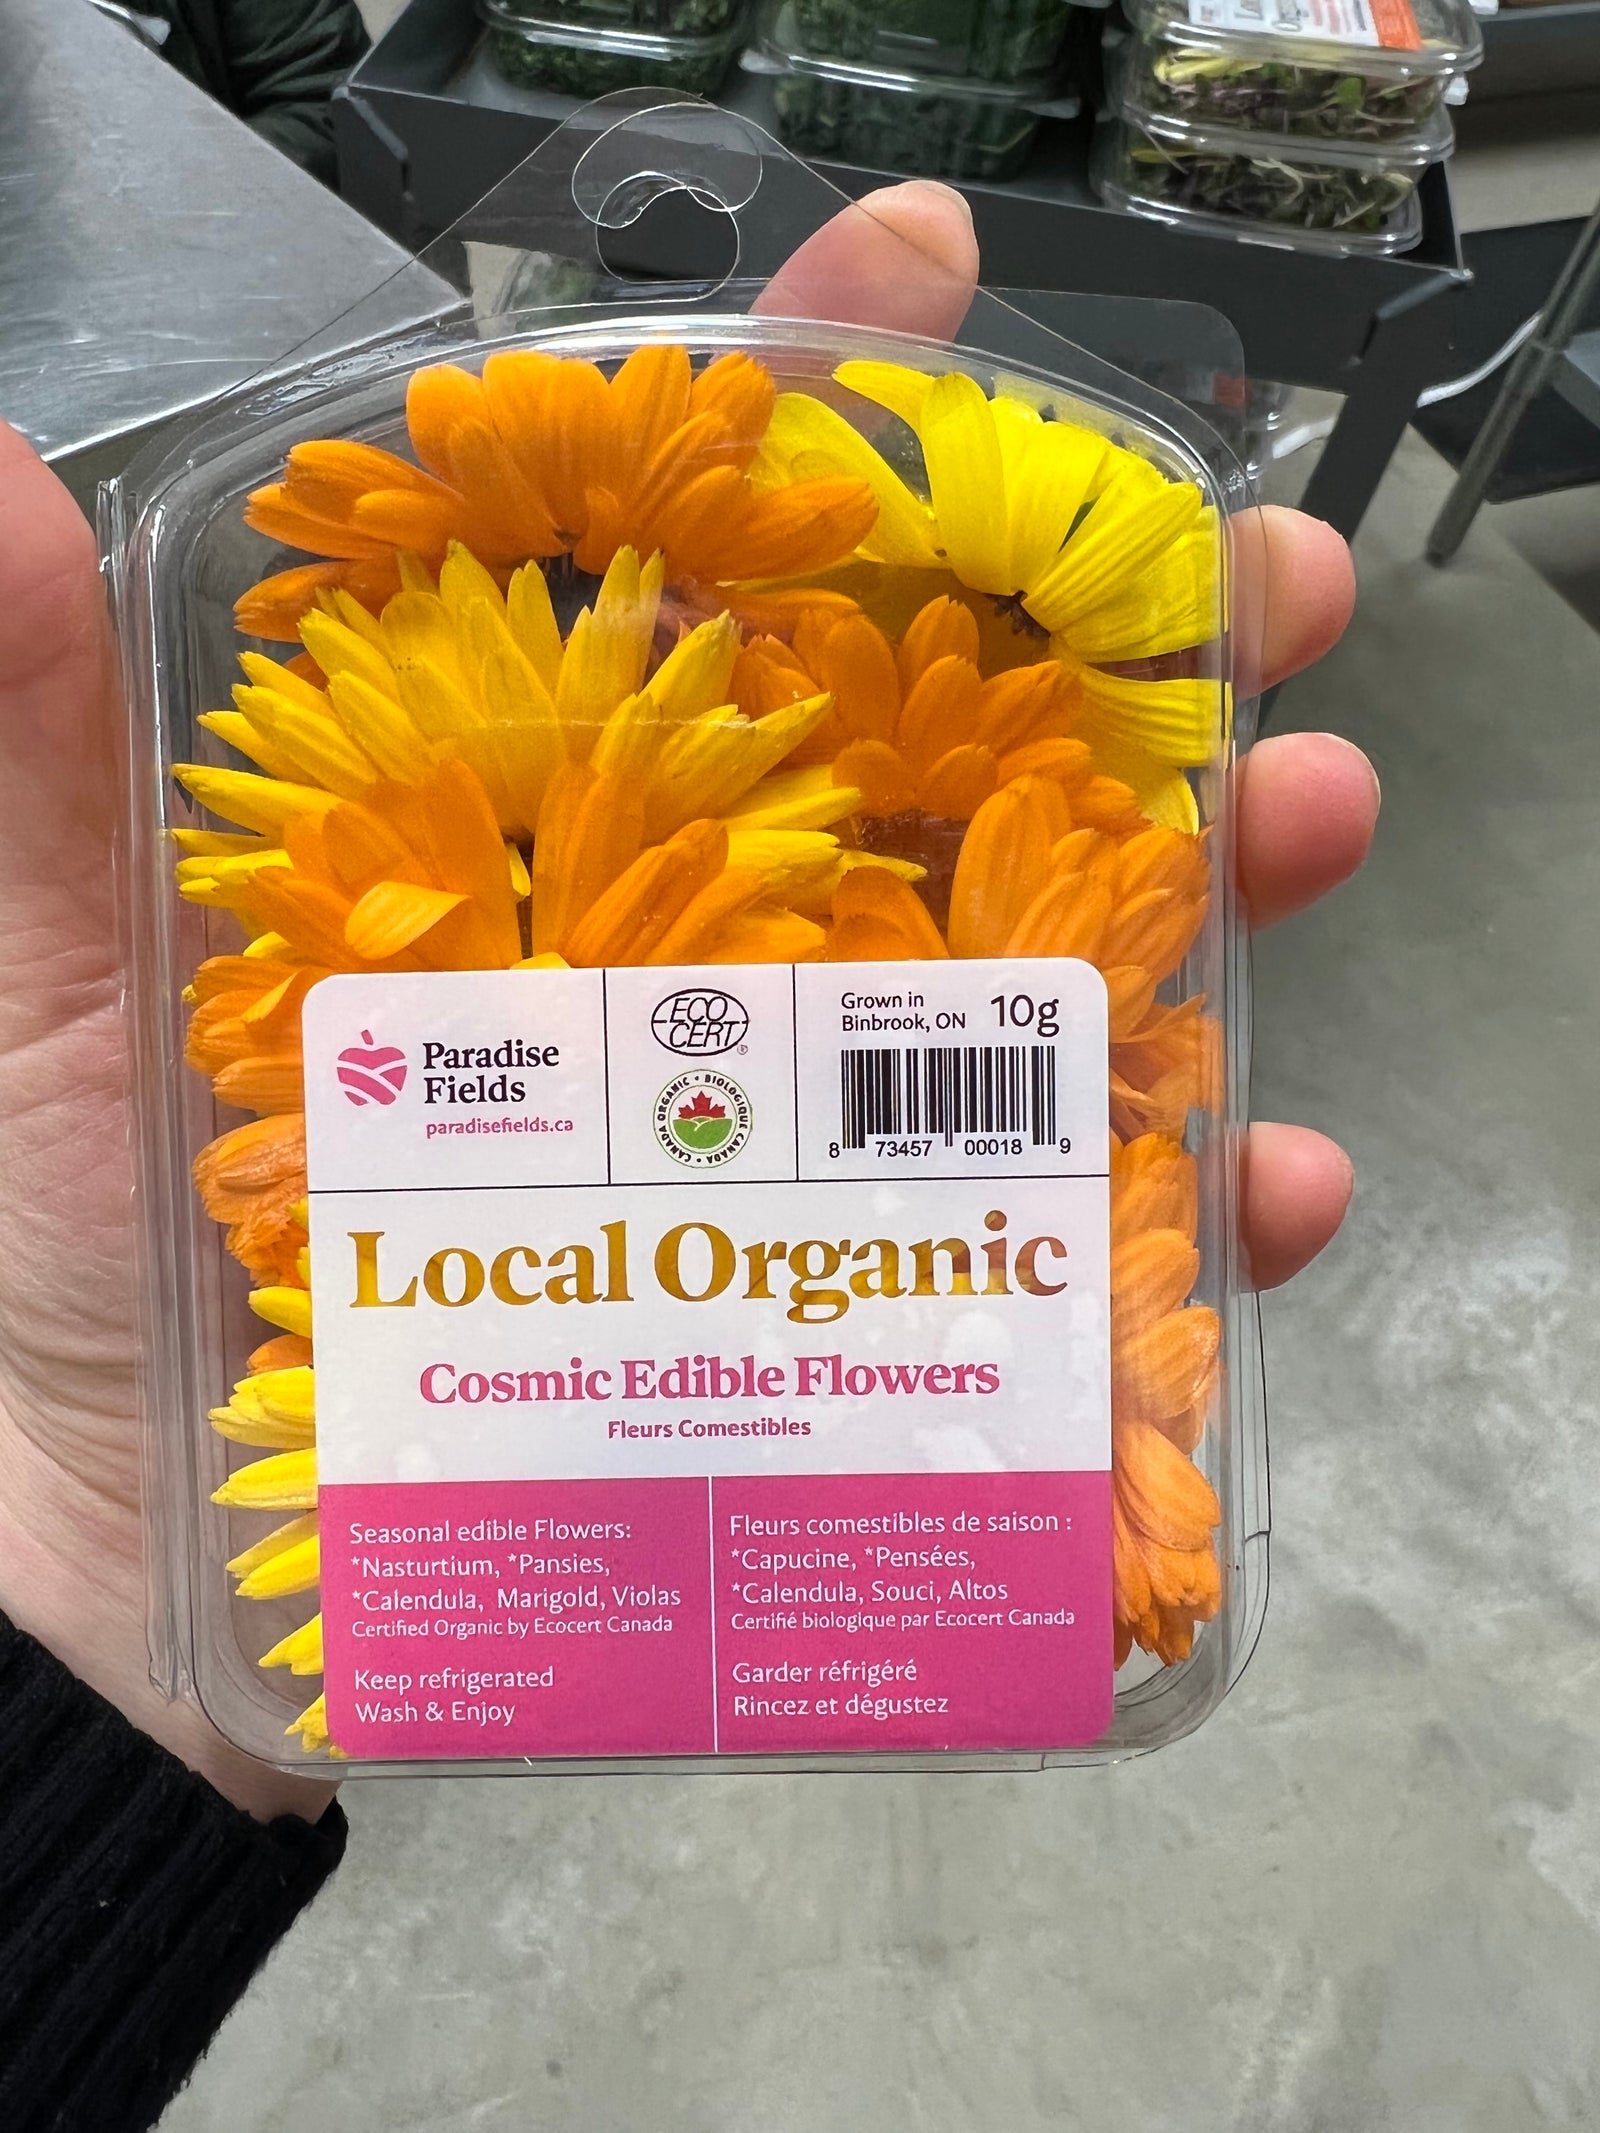 Paradise
Fields
paradisefields.ca
ECO
CERT®
CANADA ORGANIC • BIOLOGIQUE CANADA •
Grown in
Binbrook, ON 10g
8 73457 00018 9
Local Organic
Cosmic Edible Flowers
Fleurs Comestibles
Seasonal edible Flowers:
*Nasturtium, *Pansies,
*Calendula, Marigold, Violas
Certified Organic by Ecocert Canada
Keep refrigerated
Wash & Enjoy
Fleurs comestibles de saison :
*Capucine, *Pensées,
*Calendula, Souci, Altos
Certifié biologique par Ecocert Canada
Garder réfrigéré
Rincez et dégustez